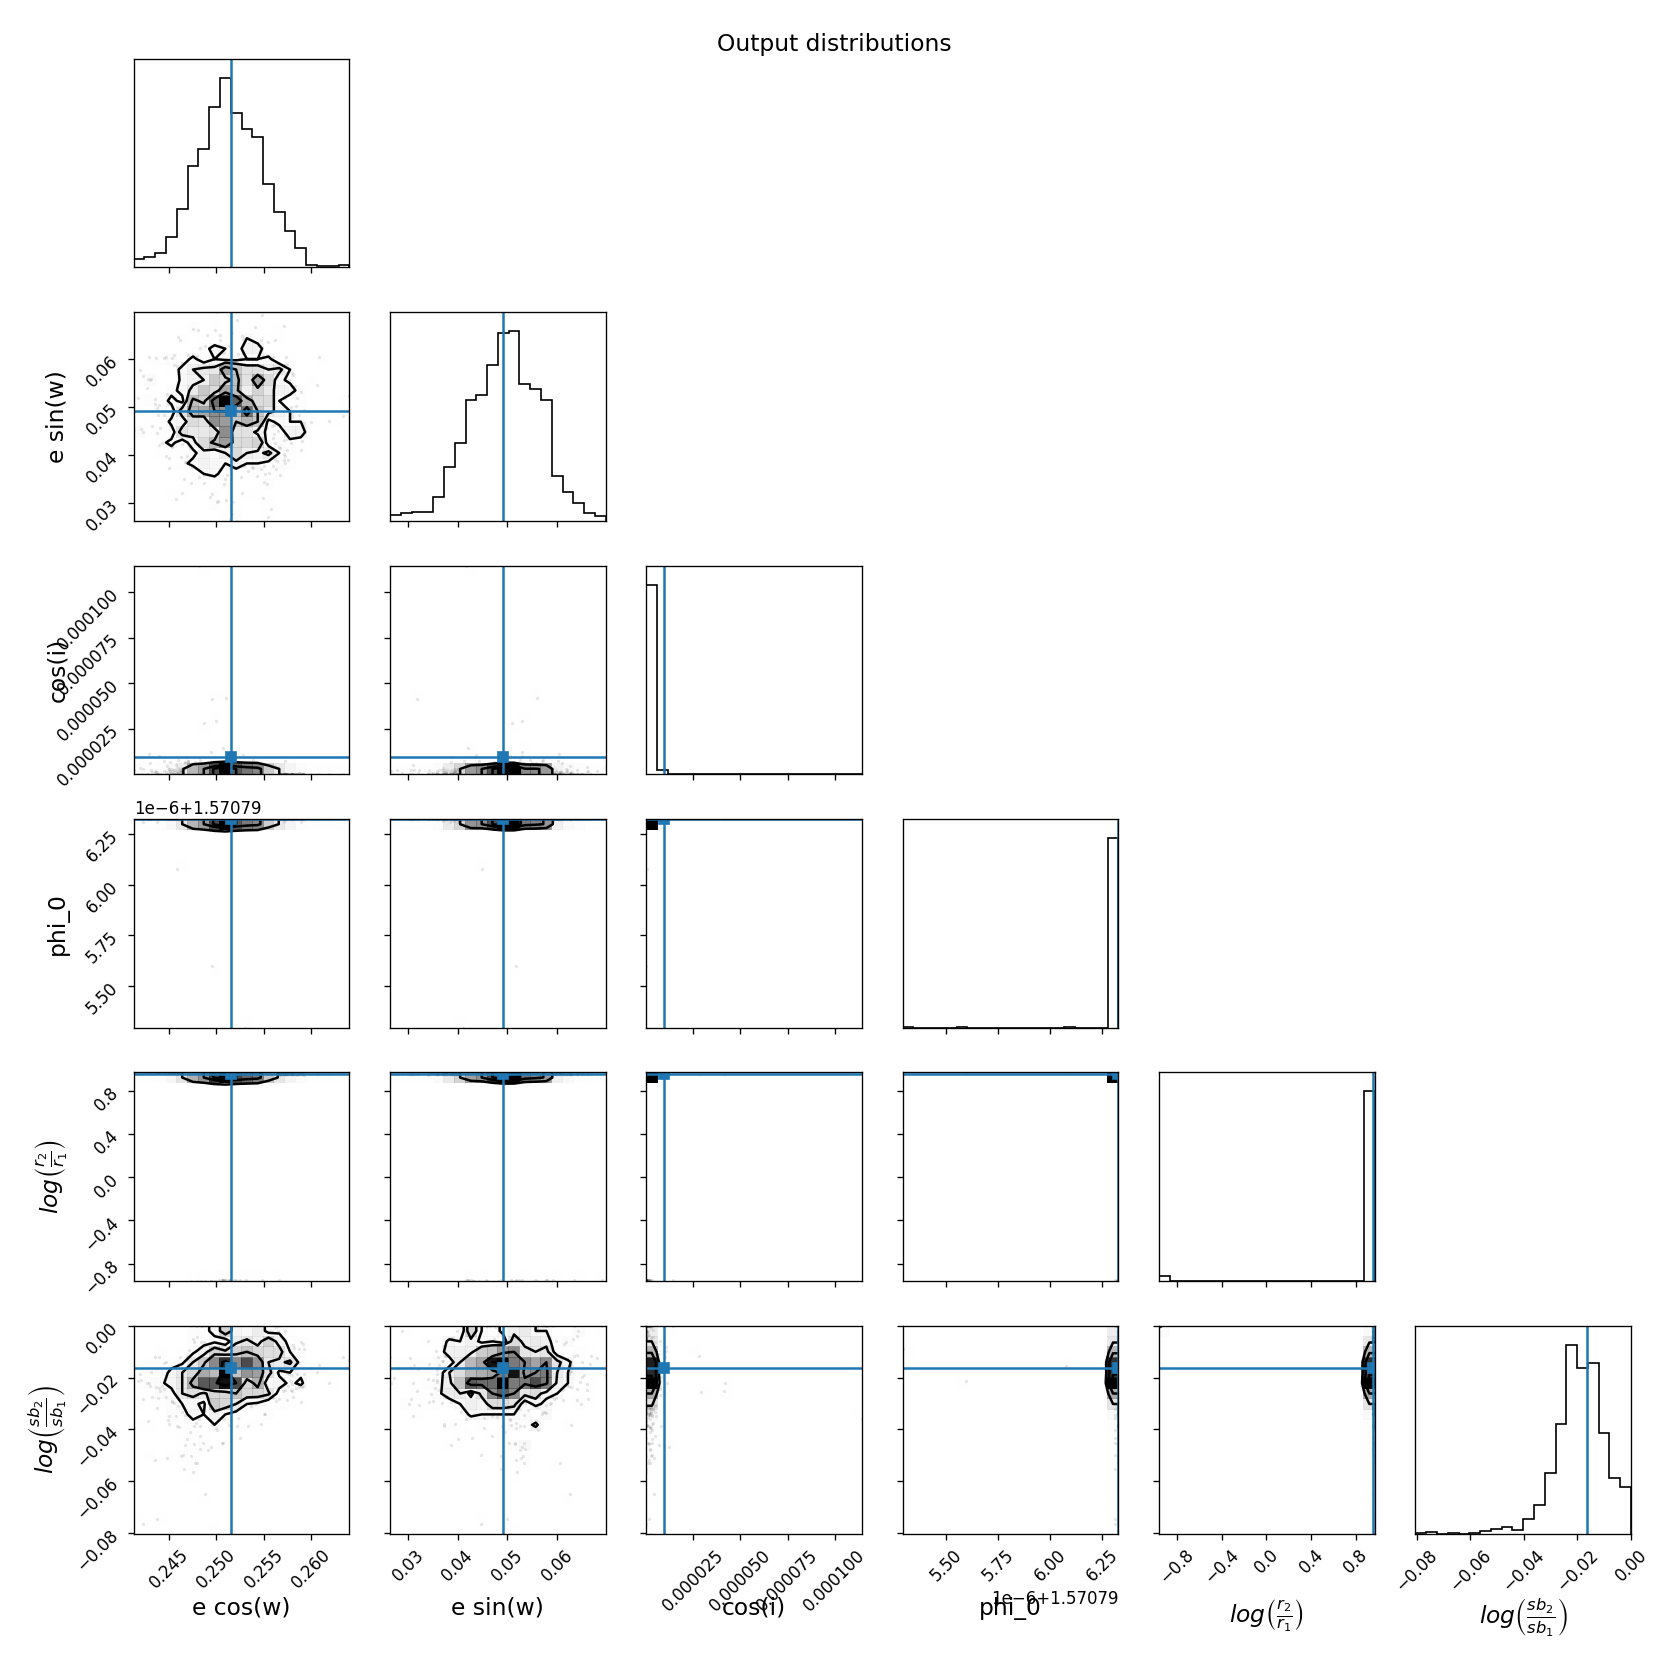 Output distributions
e sin(w)
0.06
0.05
0.04
0.03
cos(i)
0.000100
0.000075
0.000050
0.000025
1e−6+1.57079
phi_0
6.25
6.00
5.75
5.50
log(r2/r1)
0.8
0.4
0.0
−0.4
−0.8
log(sb2/sb1)
0.00
−0.02
−0.04
−0.06
−0.08
0.245 0.250 0.255 0.260
e cos(w)
0.03 0.04 0.05 0.06
e sin(w)
0.000025 0.000050 0.000075 0.000100
cos(i)
5.50 5.75 6.00 6.25
1e−6+1.57079
phi_0
−0.8 −0.4 0.0 0.4 0.8
log(r2/r1)
−0.08 −0.06 −0.04 −0.02 0.00
log(sb2/sb1)